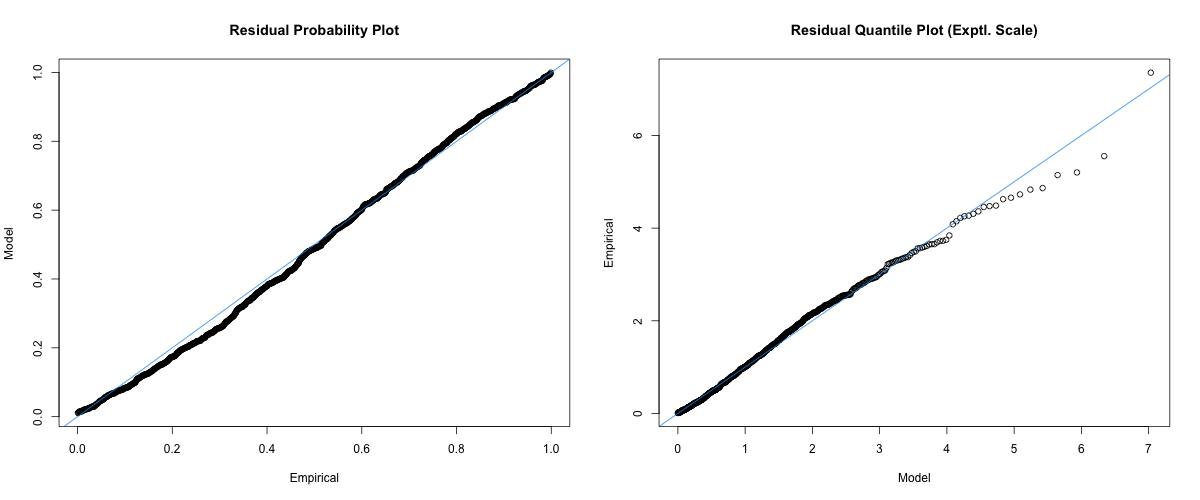 Residual Probability Plot
Model
1.0
0.8
0.6
0.4
0.2
0.0
0.0 0.2 0.4 0.6 0.8 1.0
Empirical
Residual Quantile Plot (Exptl. Scale)
Empirical
6
4
2
0
0 1 2 3 4 5 6 7
Model